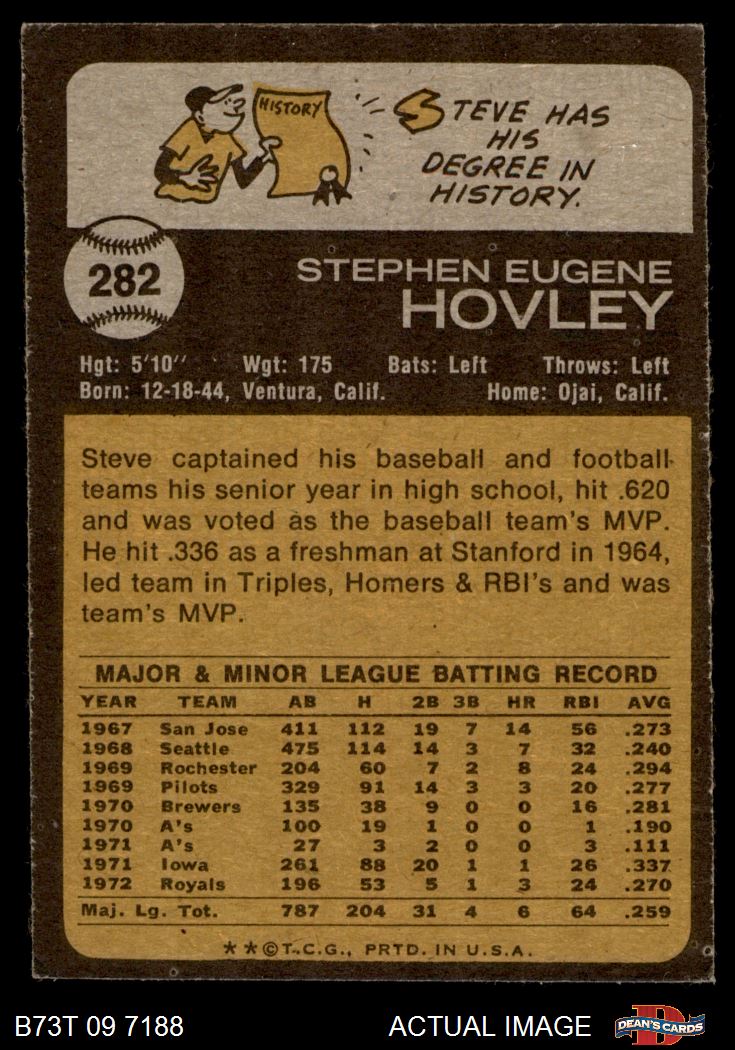 HISTORY
STEVE HAS
HIS
DEGREE IN
HISTORY.
282
STEPHEN EUGENE
HOVLEY
Hgt: 5'10'' Wgt: 175 Bats: Left Throws: Left
Born: 12-18-44, Ventura, Calif. Home: Ojai, Calif.
Steve captained his baseball and football
teams his senior year in high school, hit .620
and was voted as the baseball team's MVP.
He hit .336 as a freshman at Stanford in 1964,
led team in Triples, Homers & RBI's and was
team's MVP.
MAJOR & MINOR LEAGUE BATTING RECORD
YEAR TEAM AB H 2B 3B HR RBI AVG
1967 San Jose 411 112 19 7 14 56 .273
1968 Seattle 475 114 14 3 7 32 .240
1969 Rochester 204 60 7 2 8 24 .294
1969 Pilots 329 91 14 3 3 20 .277
1970 Brewers 135 38 9 0 0 16 .281
1970 A's 100 19 1 0 0 1 .190
1971 A's 27 3 2 0 0 3 .111
1971 Iowa 261 88 20 1 1 26 .337
1972 Royals 196 53 5 1 3 24 .270
Maj. Lg. Tot. 787 204 31 4 6 64 .259
**©T.C.G., PRTD. IN U.S.A.
B73T 09 7188 ACTUAL IMAGE
D
DEAN'S CARDS